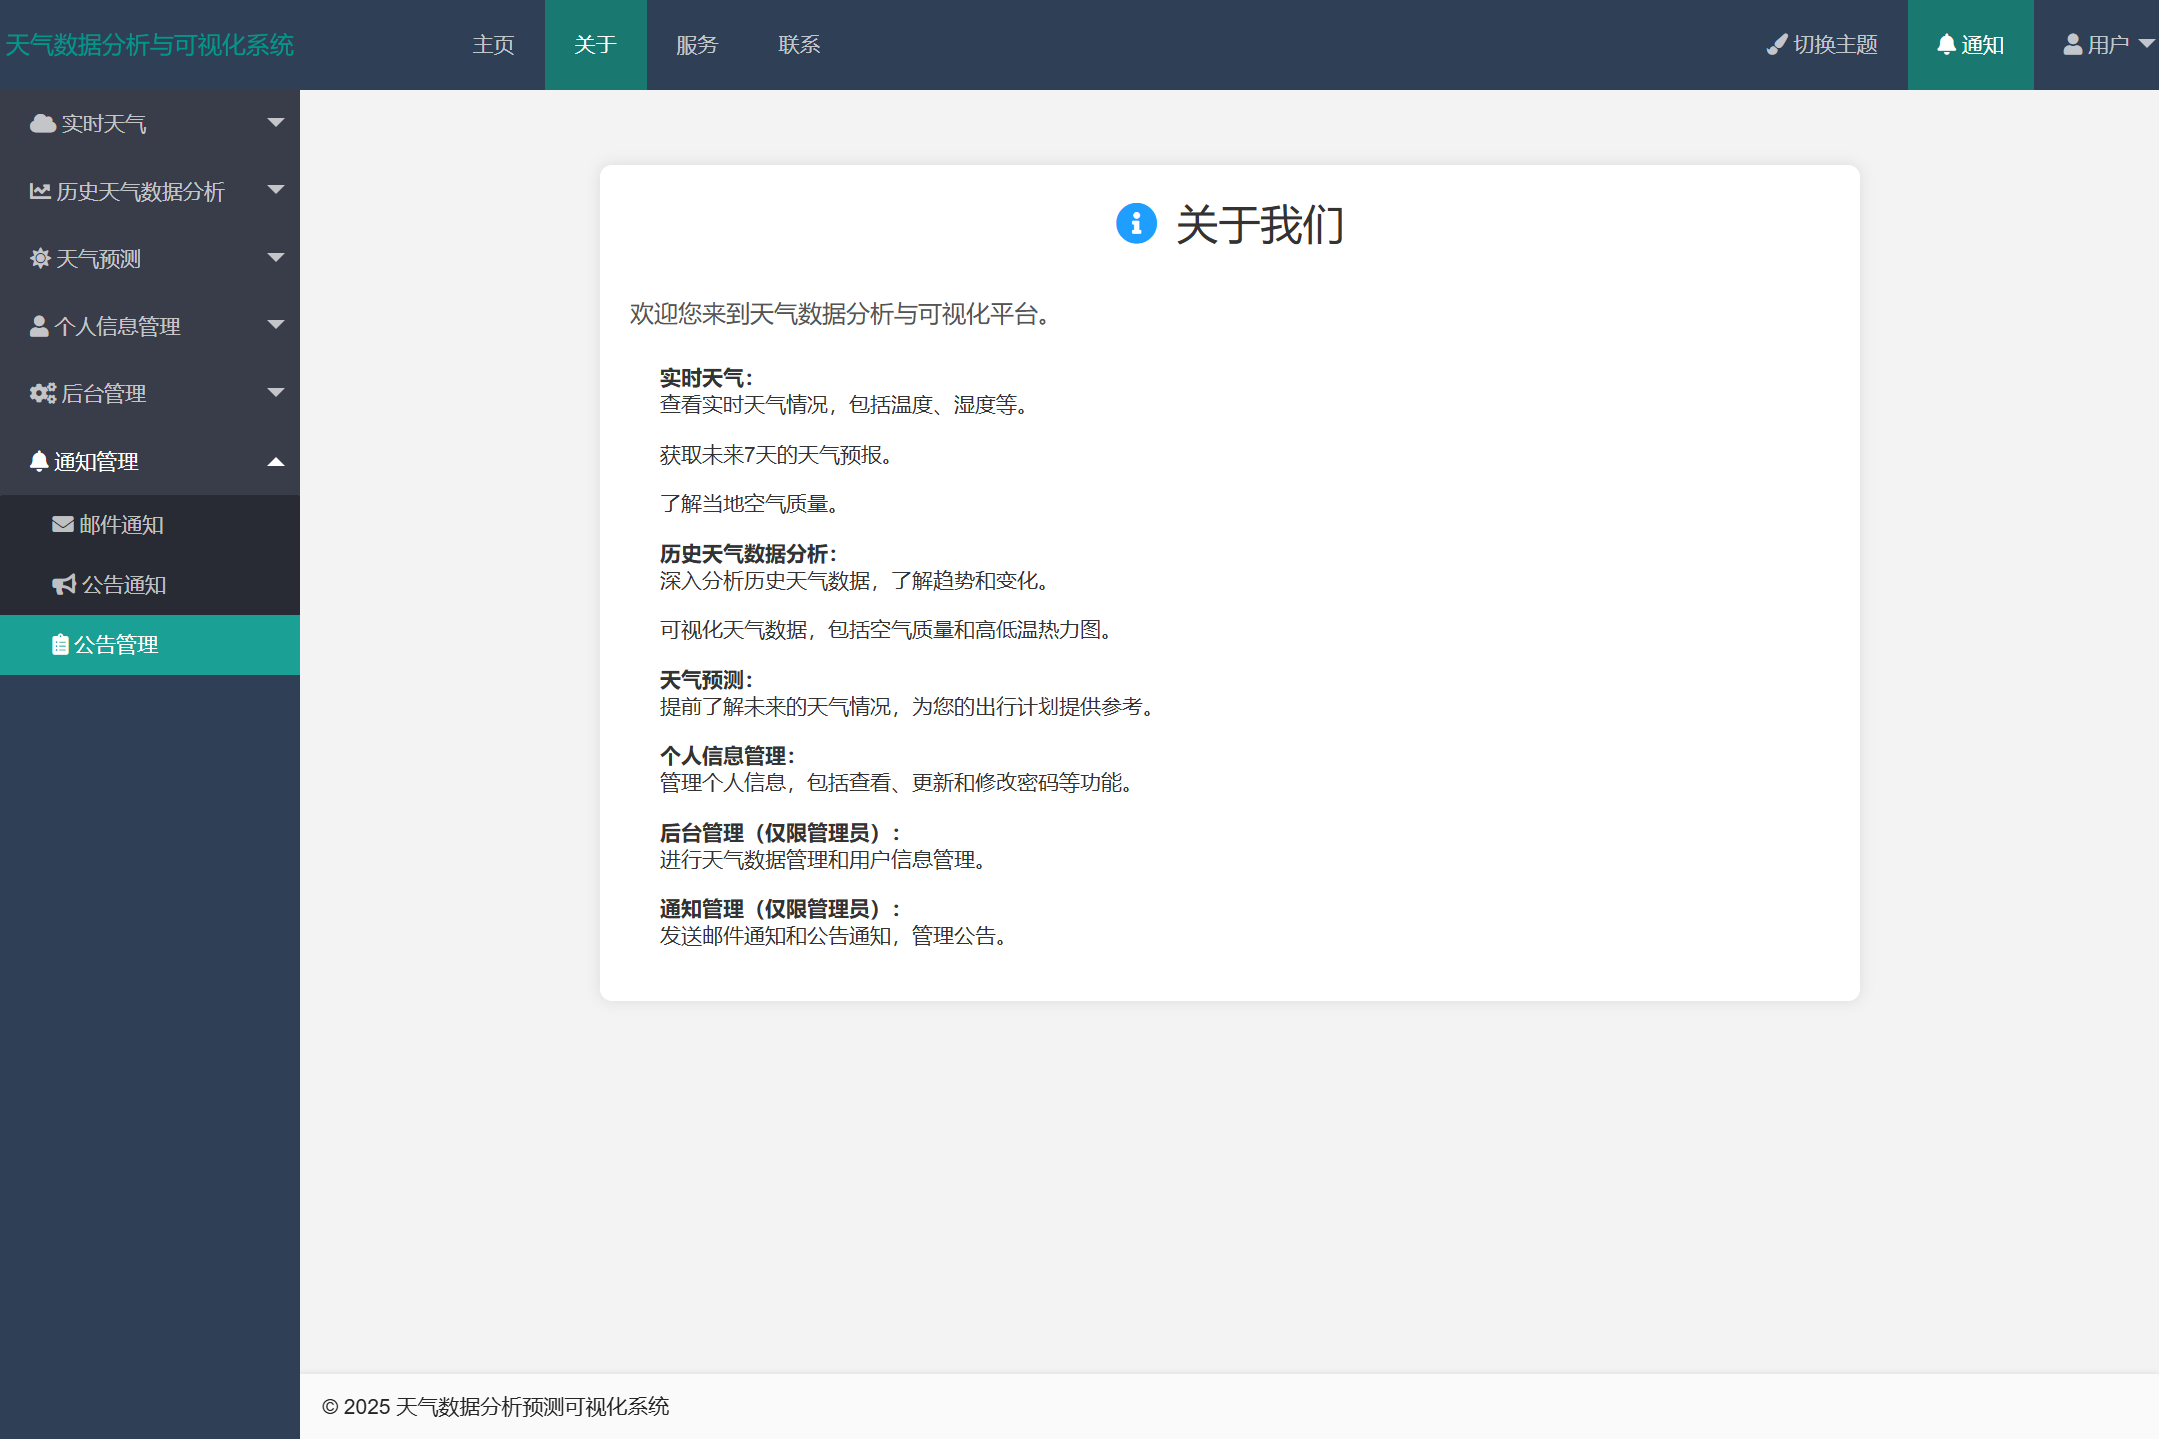 天气数据分析与可视化系统
主页
关于
服务
联系
切换主题
通知
用户
实时天气
历史天气数据分析
天气预测
个人信息管理
后台管理
通知管理
邮件通知
公告通知
公告管理
关于我们
欢迎您来到天气数据分析与可视化平台。
实时天气：
查看实时天气情况，包括温度、湿度等。
获取未来7天的天气预报。
了解当地空气质量。
历史天气数据分析：
深入分析历史天气数据，了解趋势和变化。
可视化天气数据，包括空气质量和高低温热力图。
天气预测：
提前了解未来的天气情况，为您的出行计划提供参考。
个人信息管理：
管理个人信息，包括查看、更新和修改密码等功能。
后台管理（仅限管理员）：
进行天气数据管理和用户信息管理。
通知管理（仅限管理员）：
发送邮件通知和公告通知，管理公告。
© 2025 天气数据分析预测可视化系统